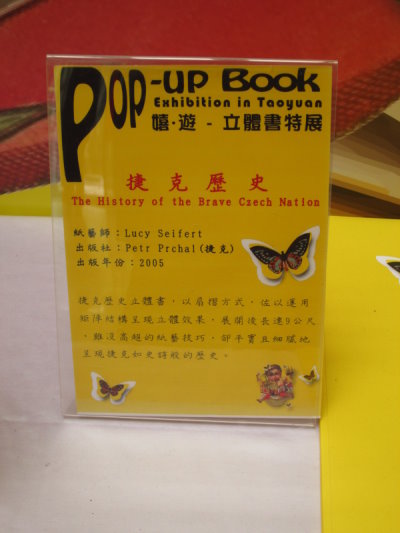 POP-UP BOOK
Exhibition in Taoyuan
嬉·遊 - 立體書特展
捷克歷史
The History of the Brave Czech Nation
紙藝師：Lucy Seifert
出版社：Petr Prchal(捷克)
出版年份：2005
捷克歷史立體書，以扇摺方式，佐以運用
矩陣結構呈現立體效果，展開後長達9公尺
，雖沒高超的紙藝技巧，卻平實且細膩地
呈現捷克如史詩般的歷史。